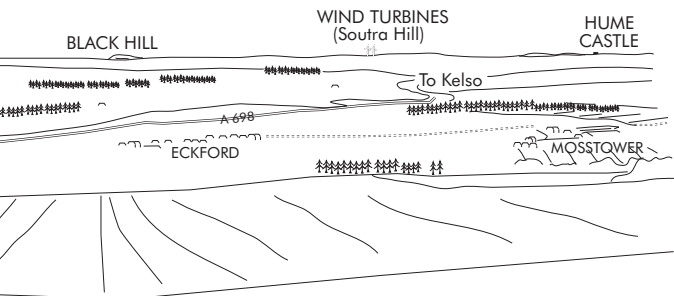 WIND TURBINES
(Soutra Hill)
HUME
CASTLE
BLACK HILL
To Kelso
A 698
ECKFORD
MOSSTOWER